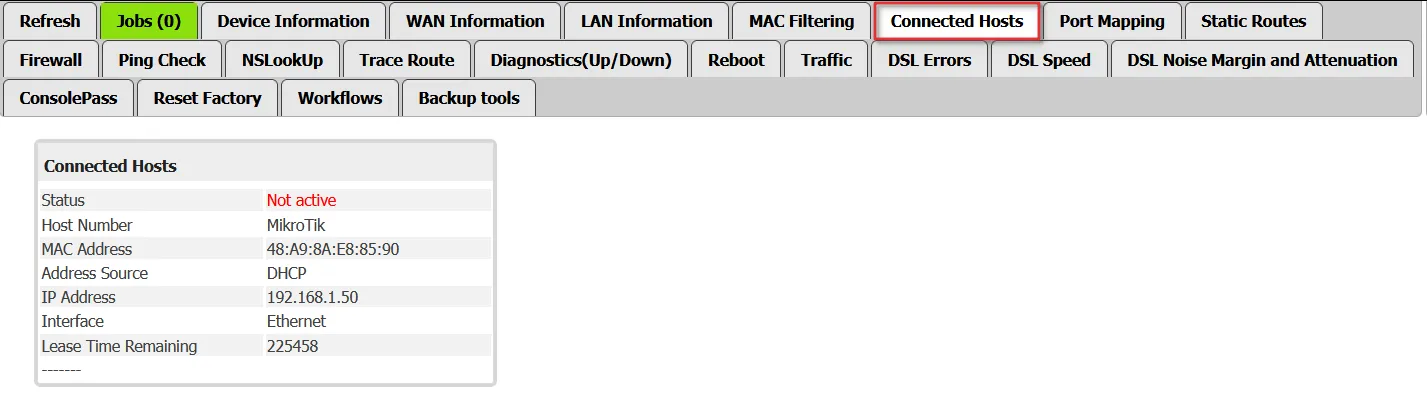 Refresh Jobs (0) Device Information WAN Information LAN Information MAC Filtering Connected Hosts Port Mapping Static Routes
Firewall Ping Check NSLookUp Trace Route Diagnostics(Up/Down) Reboot Traffic DSL Errors DSL Speed DSL Noise Margin and Attenuation
ConsolePass Reset Factory Workflows Backup tools
Connected Hosts
Status Not active
Host Number MikroTik
MAC Address 48:A9:8A:E8:85:90
Address Source DHCP
IP Address 192.168.1.50
Interface Ethernet
Lease Time Remaining 225458
-------